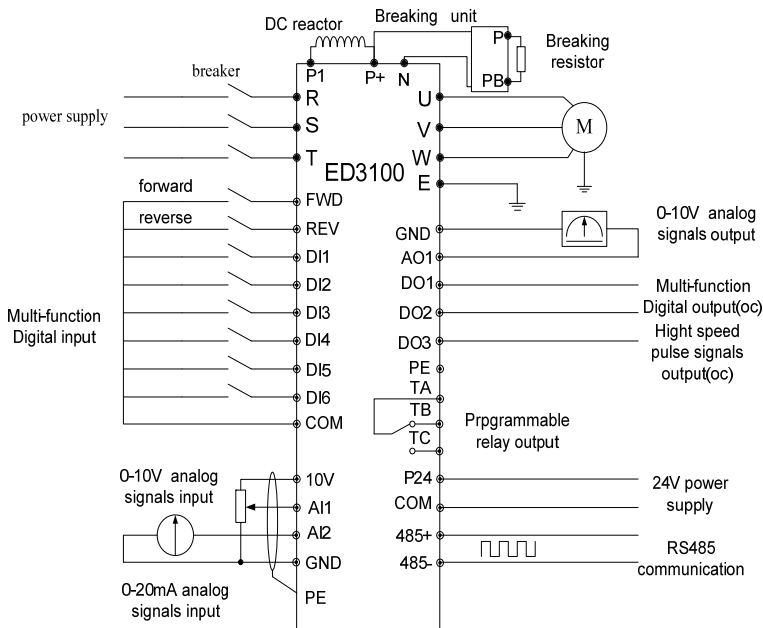 DC reactor
Breaking unit
P
PB
Breaking
resistor
P1
P+
N
breaker
power supply
R
S
T
U
V
W
E
M
ED3100
forward
reverse
FWD
REV
DI1
DI2
DI3
DI4
DI5
DI6
COM
Multi-function
Digital input
GND
AO1
DO1
DO2
DO3
PE
TA
TB
TC
0-10V analog
signals output
Multi-function
Digital output(oc)
Hight speed
pulse signals
output(oc)
Prpgrammable
relay output
0-10V analog
signals input
0-20mA analog
signals input
10V
AI1
AI2
GND
PE
P24
COM
485+
485-
24V power
supply
RS485
communication